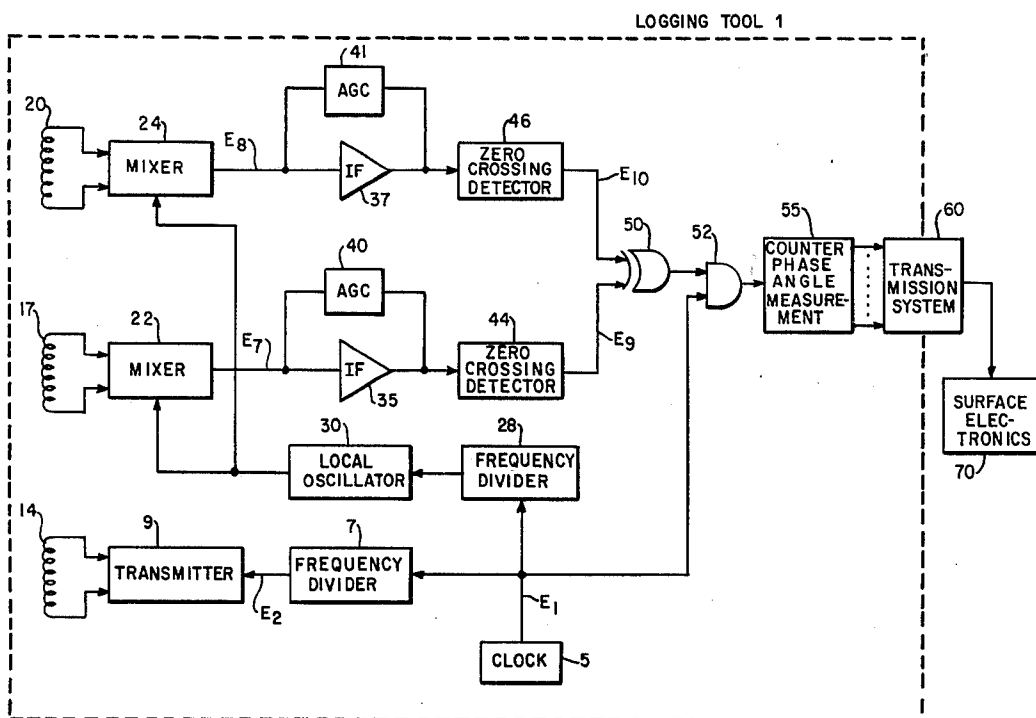 LOGGING TOOL 1
41
AGC
20
24
MIXER
E8
IF
37
46
ZERO
CROSSING
DETECTOR
E10
50
52
55
COUNTER
PHASE
ANGLE
MEASURE-
MENT
60
TRANS-
MISSION
SYSTEM
40
AGC
17
22
MIXER
E7
IF
35
44
ZERO
CROSSING
DETECTOR
E9
SURFACE
ELEC-
TRONICS
70
30
LOCAL
OSCILLATOR
28
FREQUENCY
DIVIDER
14
9
TRANSMITTER
E2
7
FREQUENCY
DIVIDER
E1
CLOCK
5